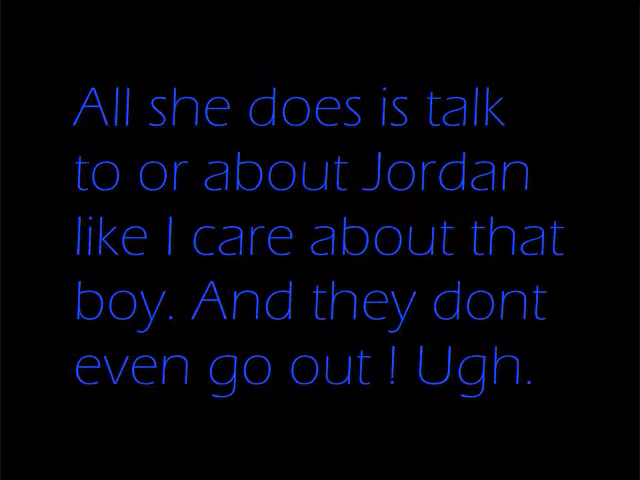 All she does is talk
to or about Jordan
like I care about that
boy. And they dont
even go out ! Ugh.